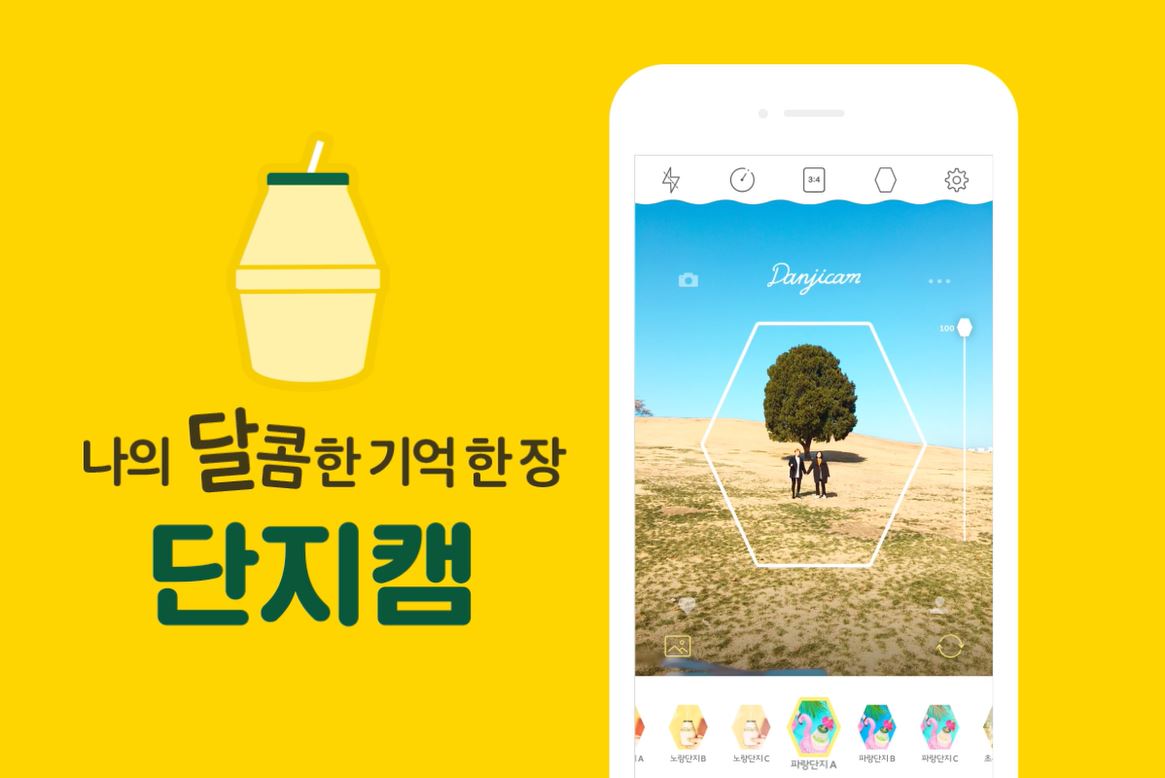 나의 달콤한 기억 한 장
단지캠
3:4
Danjicam
100
A
노랑단지B
노랑단지C
파랑단지A
파랑단지B
파랑단지C